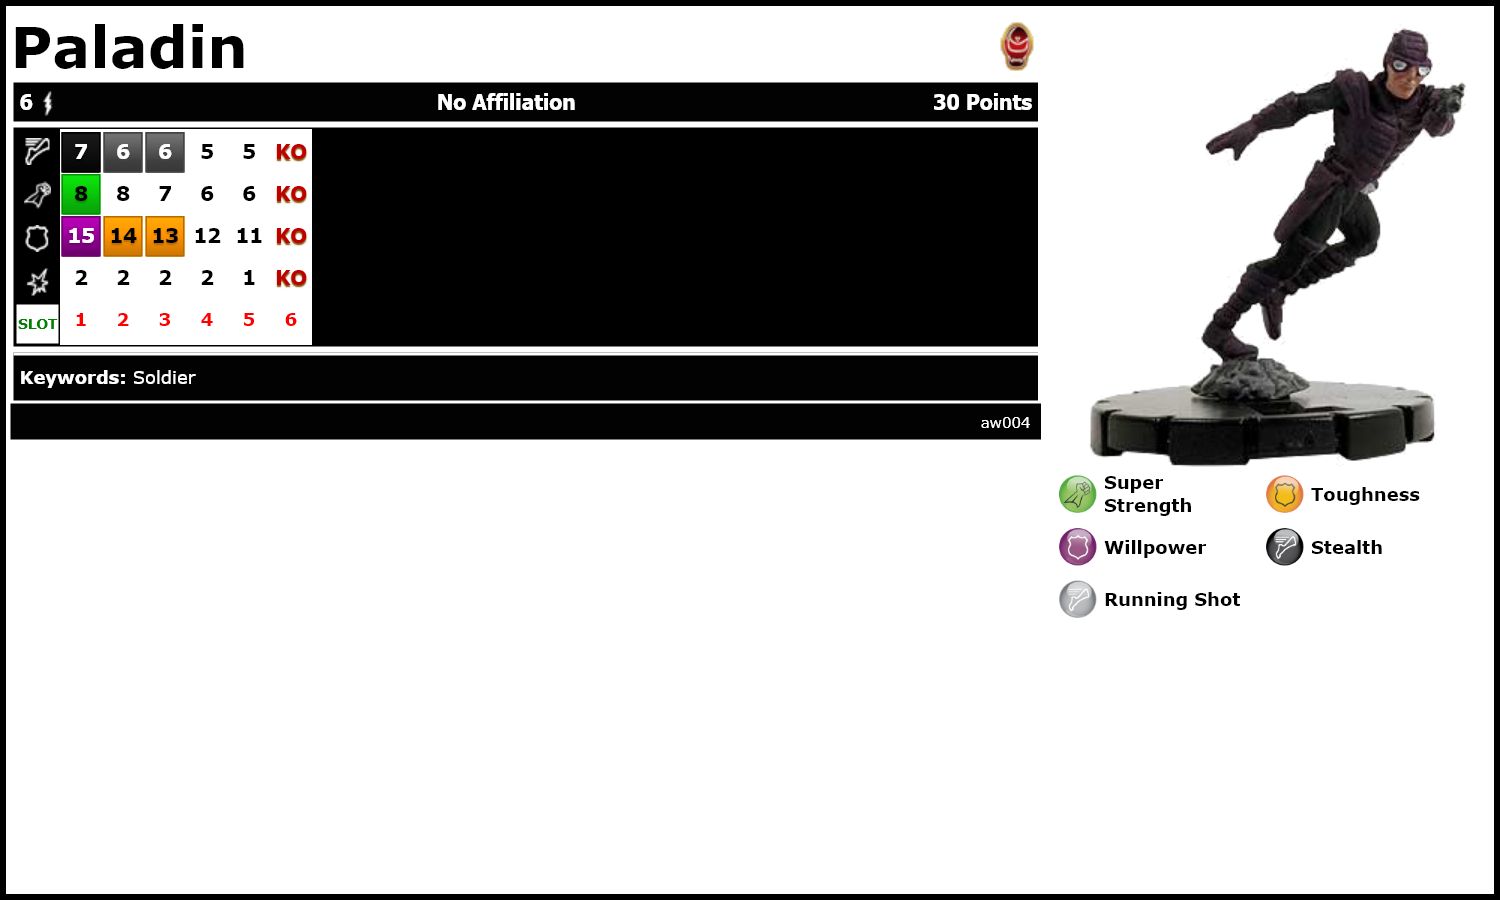 Paladin
6 No Affiliation 30 Points
7 6 6 5 5 KO
8 8 7 6 6 KO
15 14 13 12 11 KO
2 2 2 2 1 KO
SLOT 1 2 3 4 5 6
Keywords: Soldier
aw004
Super Strength
Toughness
Willpower
Stealth
Running Shot